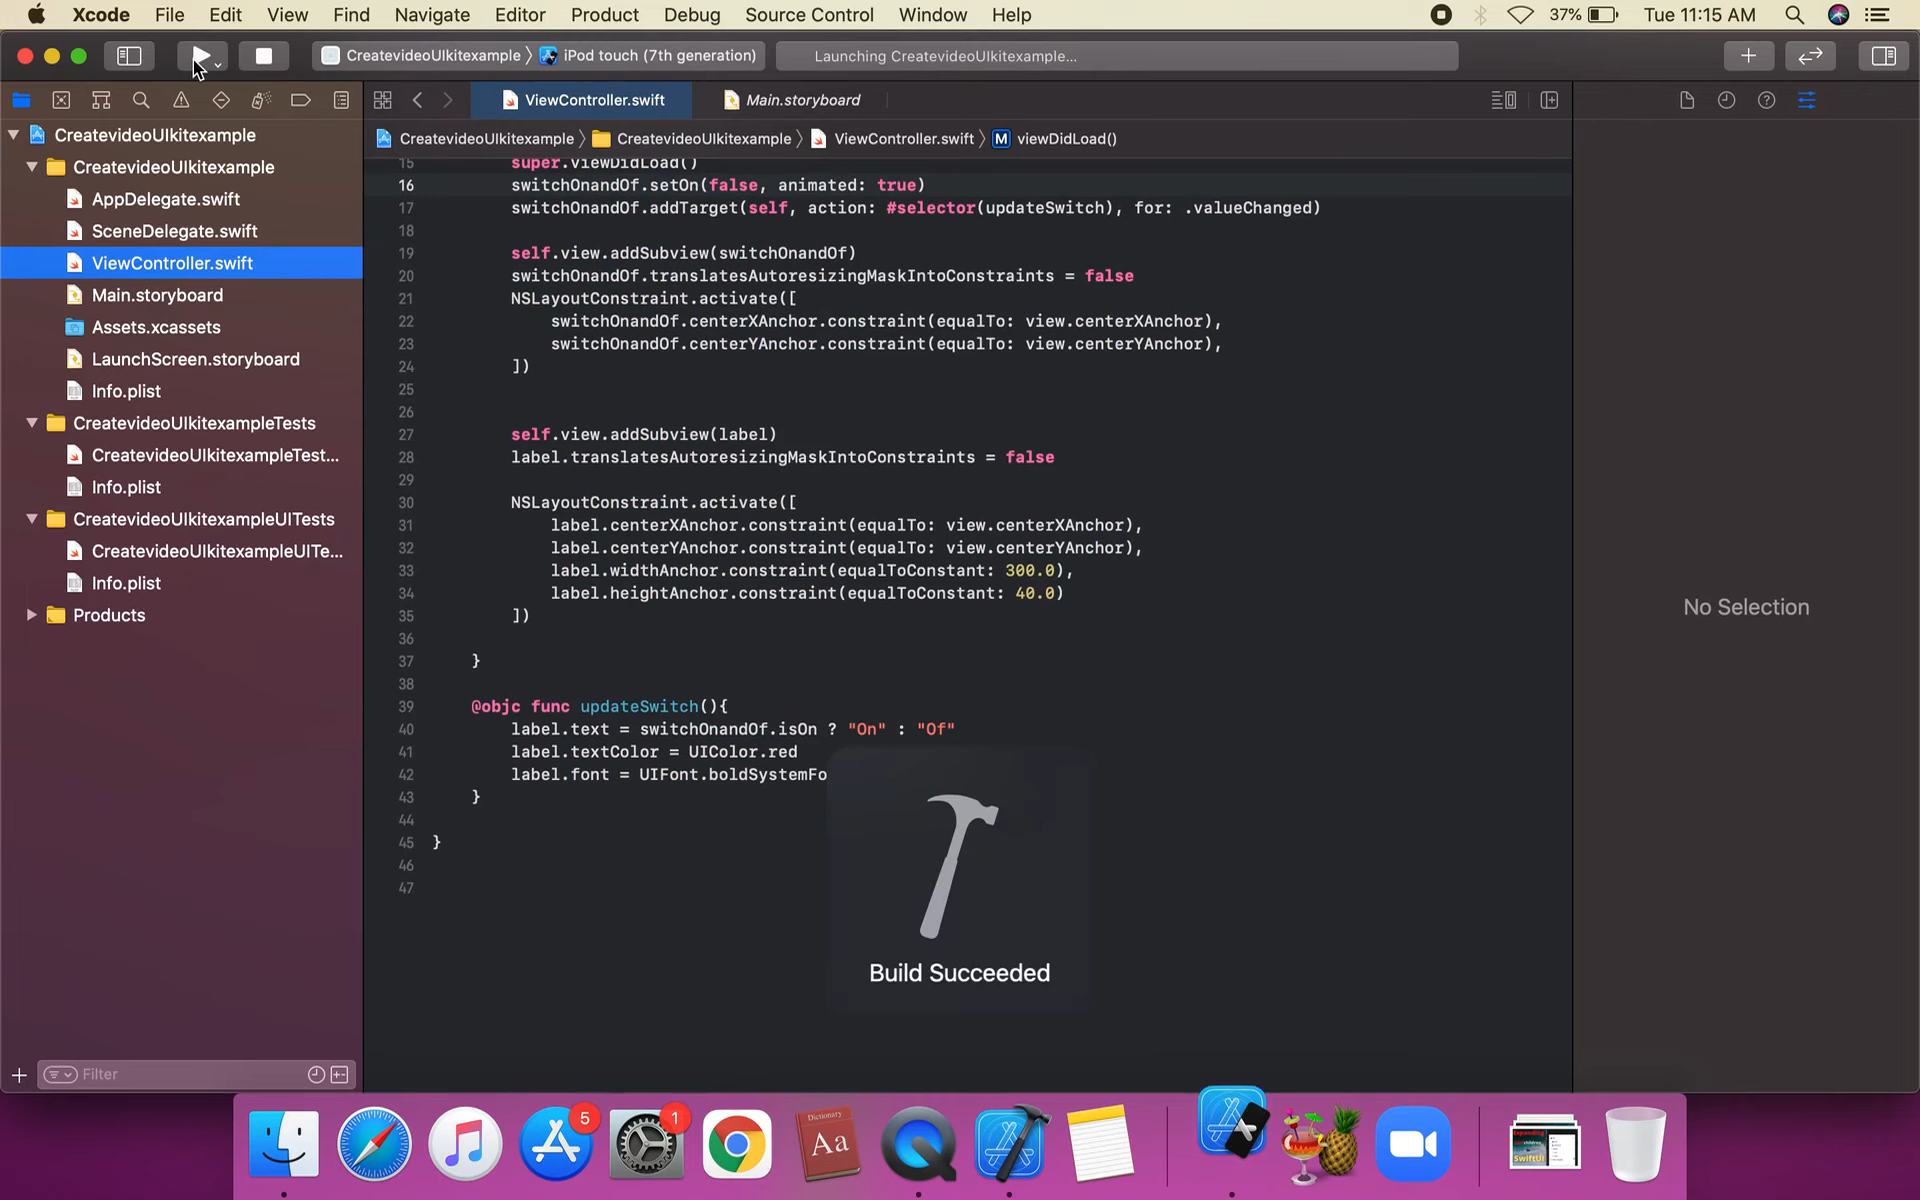 Xcode File Edit View Find Navigate Editor Product Debug Source Control Window Help 37% Tue 11:15 AM
CreatevideoUIkitexample 〉 iPod touch (7th generation)
Launching CreatevideoUIkitexample...
ViewController.swift
Main.storyboard
CreatevideoUIkitexample 〉 CreatevideoUIkitexample 〉 ViewController.swift 〉 M viewDidLoad()
CreatevideoUIkitexample
CreatevideoUIkitexample
AppDelegate.swift
SceneDelegate.swift
ViewController.swift
Main.storyboard
Assets.xcassets
LaunchScreen.storyboard
Info.plist
CreatevideoUIkitexampleTests
CreatevideoUIkitexampleTest...
Info.plist
CreatevideoUIkitexampleUITests
CreatevideoUIkitexampleUITe...
Info.plist
Products
Filter
15 super.viewDidLoad()
16 switchOnandOf.setOn(false, animated: true)
17 switchOnandOf.addTarget(self, action: #selector(updateSwitch), for: .valueChanged)
18
19 self.view.addSubview(switchOnandOf)
20 switchOnandOf.translatesAutoresizingMaskIntoConstraints = false
21 NSLayoutConstraint.activate([
22 switchOnandOf.centerXAnchor.constraint(equalTo: view.centerXAnchor),
23 switchOnandOf.centerYAnchor.constraint(equalTo: view.centerYAnchor),
24 ])
25
26
27 self.view.addSubview(label)
28 label.translatesAutoresizingMaskIntoConstraints = false
29
30 NSLayoutConstraint.activate([
31 label.centerXAnchor.constraint(equalTo: view.centerXAnchor),
32 label.centerYAnchor.constraint(equalTo: view.centerYAnchor),
33 label.widthAnchor.constraint(equalToConstant: 300.0),
34 label.heightAnchor.constraint(equalToConstant: 40.0)
35 ])
36
37 }
38
39 @objc func updateSwitch(){
40 label.text = switchOnandOf.isOn ? "On" : "Of"
41 label.textColor = UIColor.red
42 label.font = UIFont.boldSystemFo
43 }
44
45 }
46
47
Build Succeeded
No Selection
5
1
Dictionary
Aa
SwiftUI